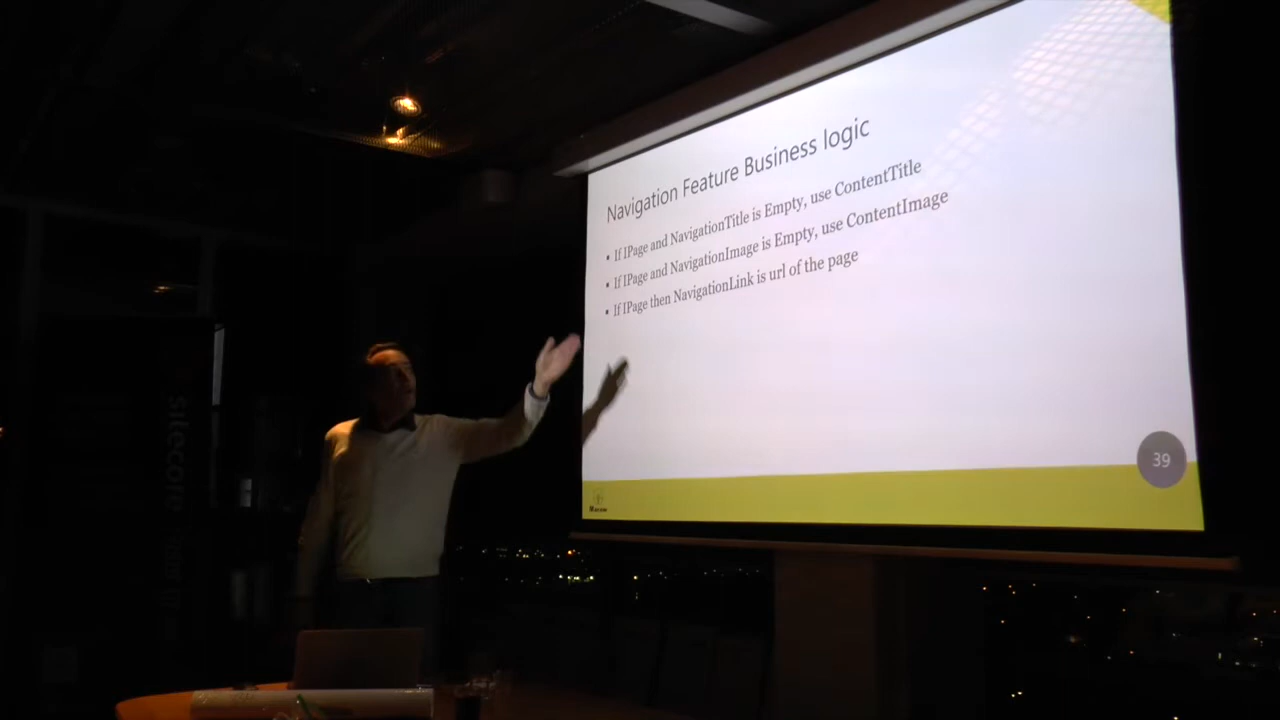 Navigation Feature Business logic
▪ If IPage and NavigationTitle is Empty, use ContentTitle
▪ If IPage and NavigationImage is Empty, use ContentImage
▪ If IPage then NavigationLink is url of the page
39
sitecore